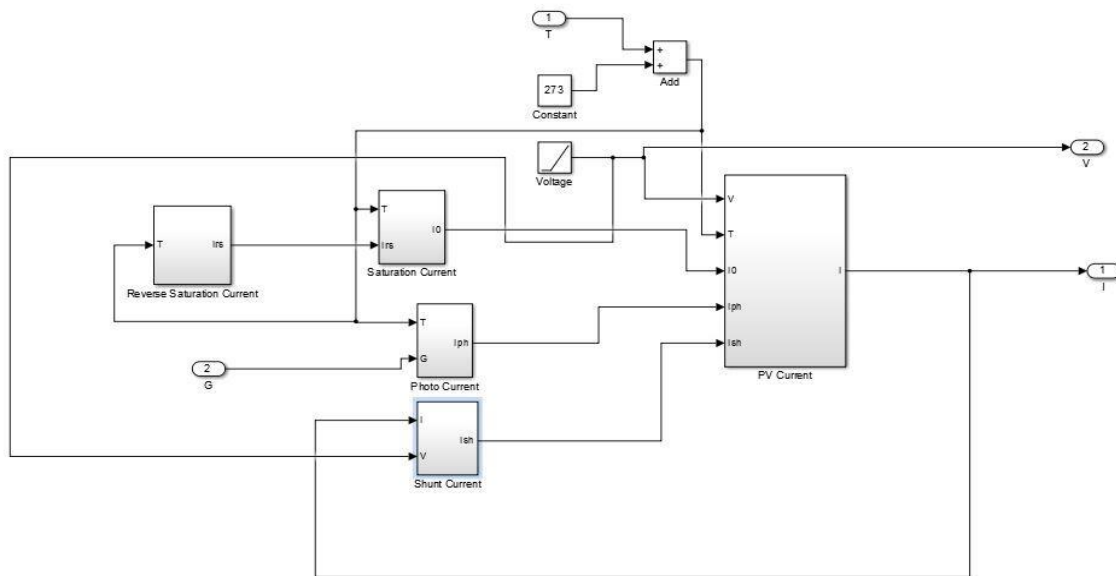 1
T
+
+
Add
273
Constant
Voltage
2
V
T
Irs
Reverse Saturation Current
T
Irs
I0
Saturation Current
V
T
I0
Iph
Ish
I
PV Current
1
I
2
G
T
G
Iph
Photo Current
I
V
Ish
Shunt Current